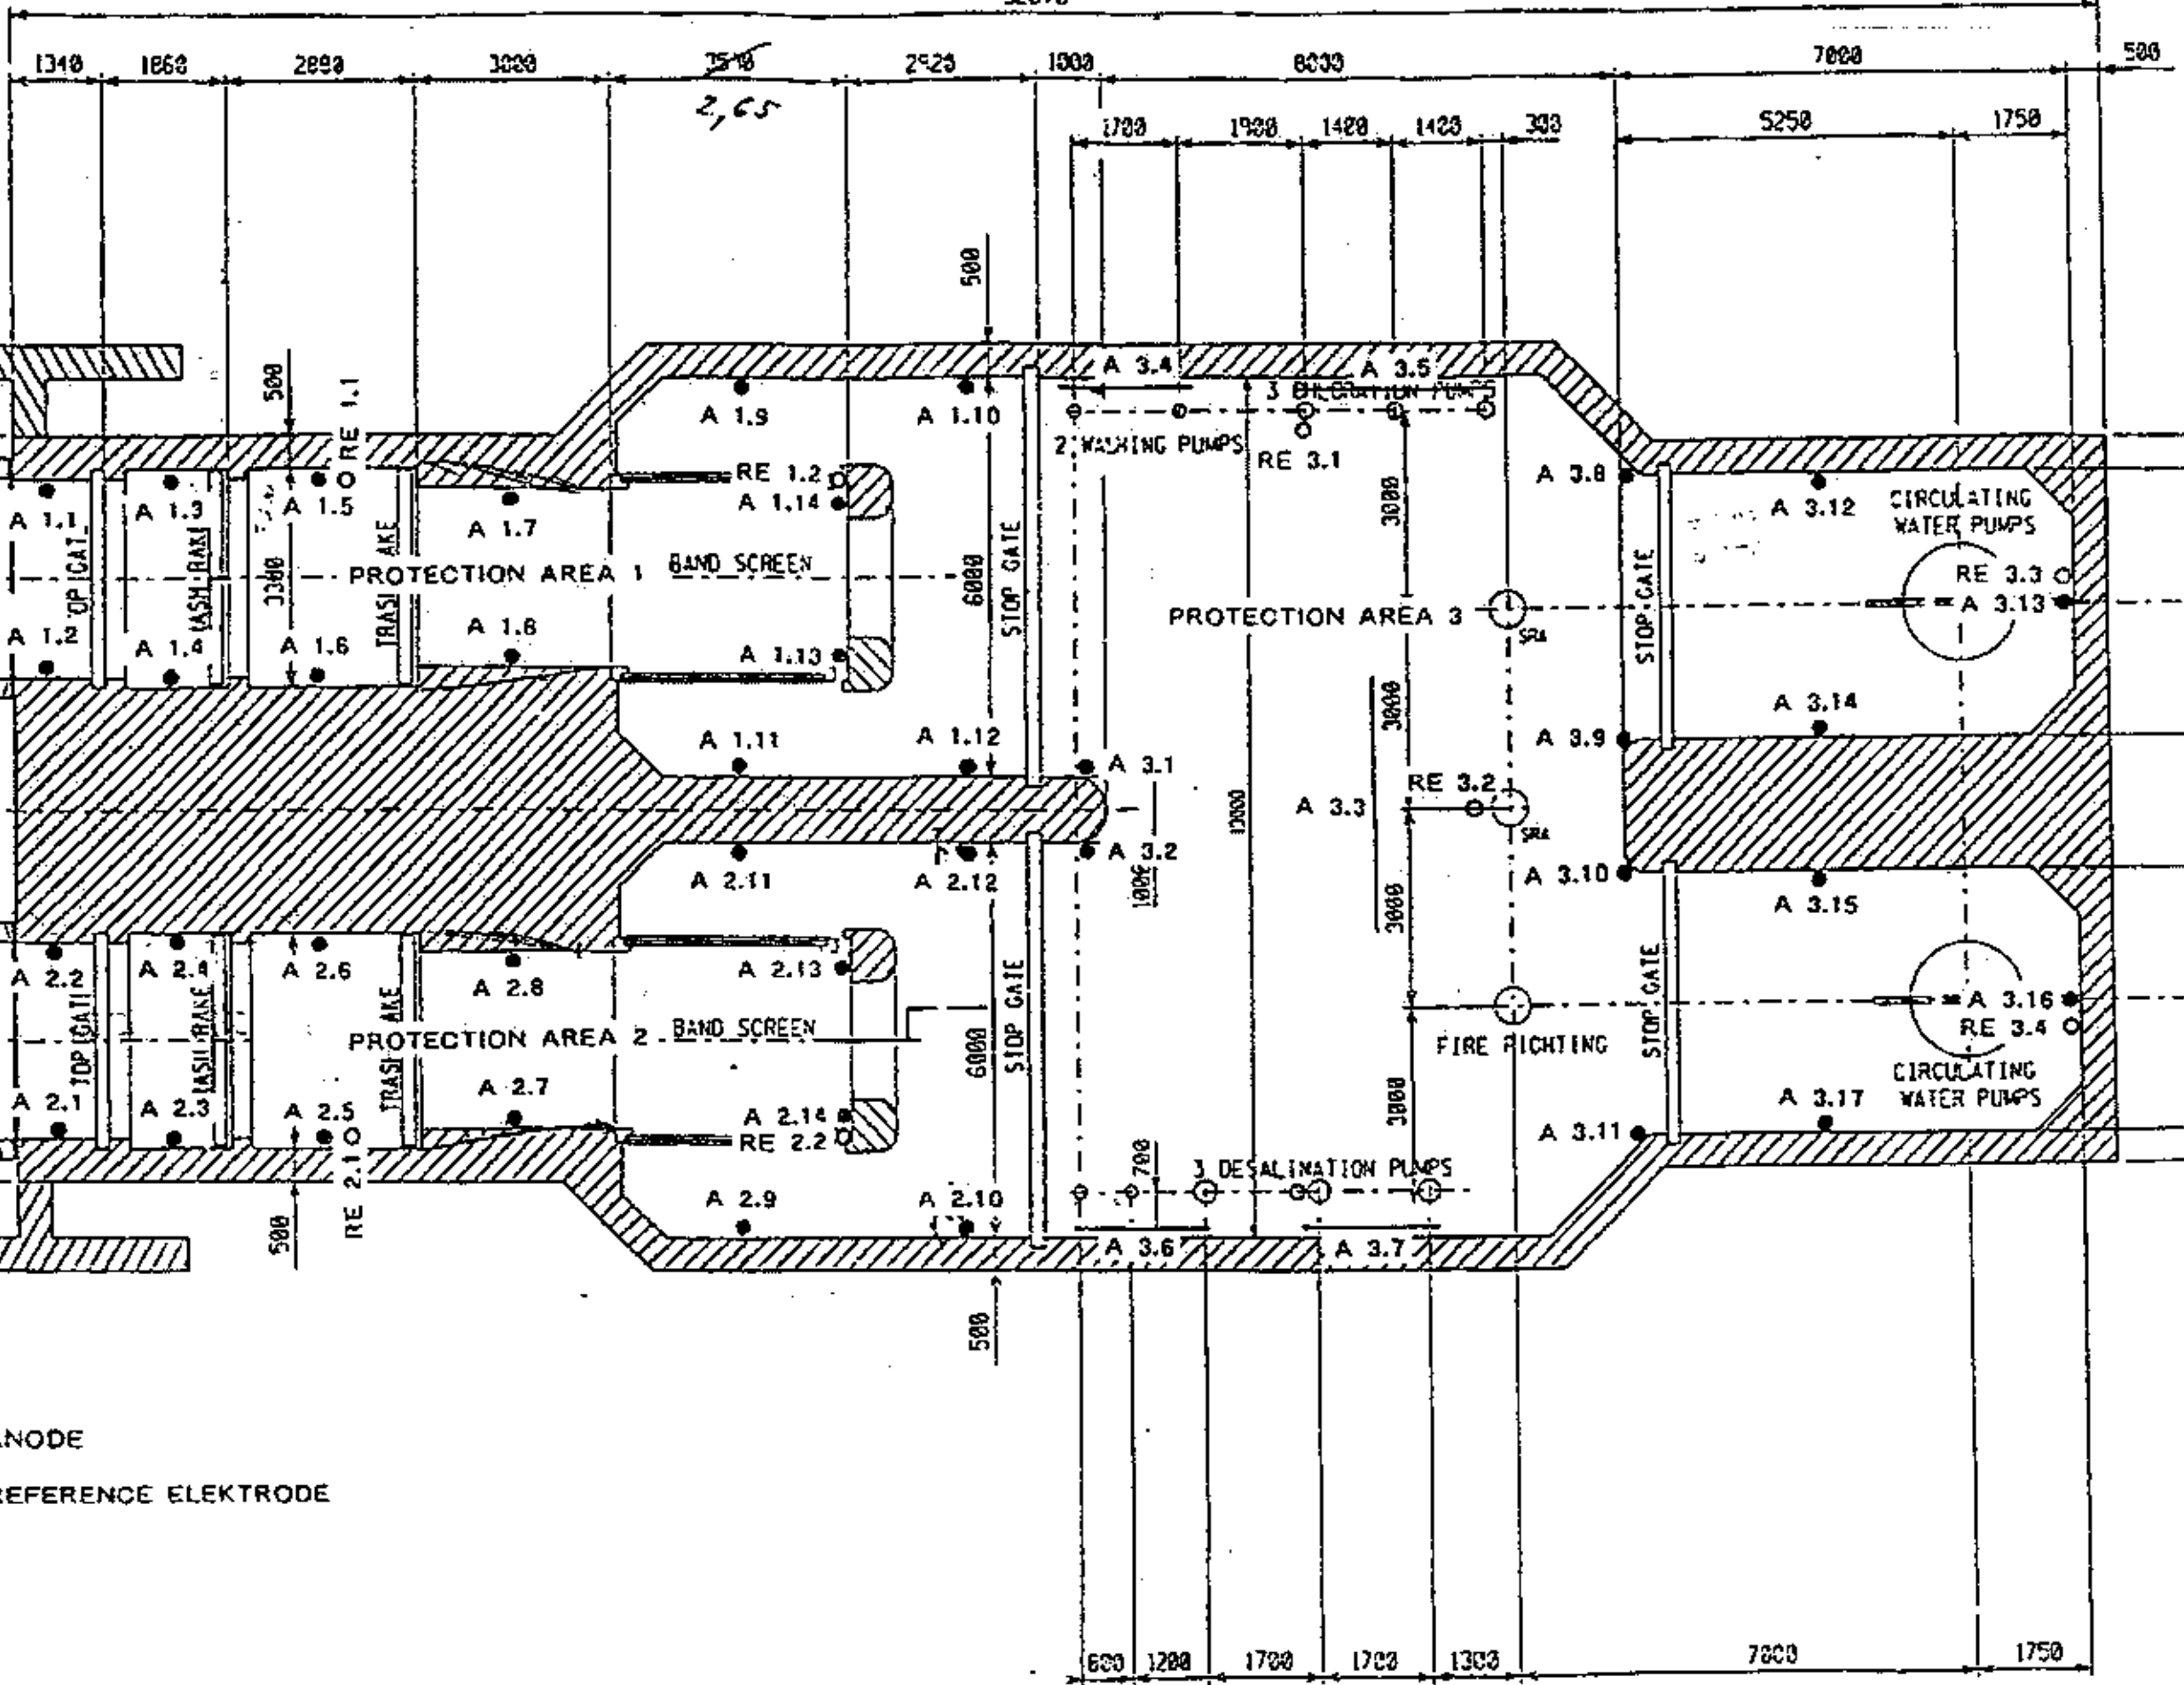 1340 1860 2890 3000 2920 1000 8000 7000 500
2,65
1700 1900 1400 1400 300 5250 1750
500
A 3.4 A 3.5
500
RE 1.1
A 1.9 A 1.10
2 WASHING PUMPS
RE 3.1
A 1.1 A 1.3 A 1.5 A 1.7
RE 1.2
A 1.14
A 3.8 A 3.12
CIRCULATING
WATER PUMPS
3000
3300
PROTECTION AREA 1 BAND SCREEN
6000
STOP GATE
STOP GATE
RE 3.3
A 3.13
PROTECTION AREA 3
SRA
A 1.2 A 1.4 A 1.6 A 1.8 A 1.13
3000
A 3.14
A 1.11 A 1.12 A 3.1
A 3.9
RE 3.2
A 3.3
SRA
A 2.11 A 2.12 A 3.2
1000
3000
A 3.10 A 3.15
A 2.2 A 2.4 A 2.6 A 2.8 A 2.13
STOP GATE
STOP GATE
A 3.16
RE 3.4
PROTECTION AREA 2 BAND SCREEN
6000
FIRE FIGHTING
CIRCULATING
WATER PUMPS
A 2.1 A 2.3 A 2.5 A 2.7
A 2.14
RE 2.2
3000
A 3.17
A 3.11
700
3 DESALINATION PUMPS
RE 2.1
A 2.9 A 2.10
500
A 3.6 A 3.7
500
ANODE
REFERENCE ELEKTRODE
600 1200 1700 1700 1300 7000 1750